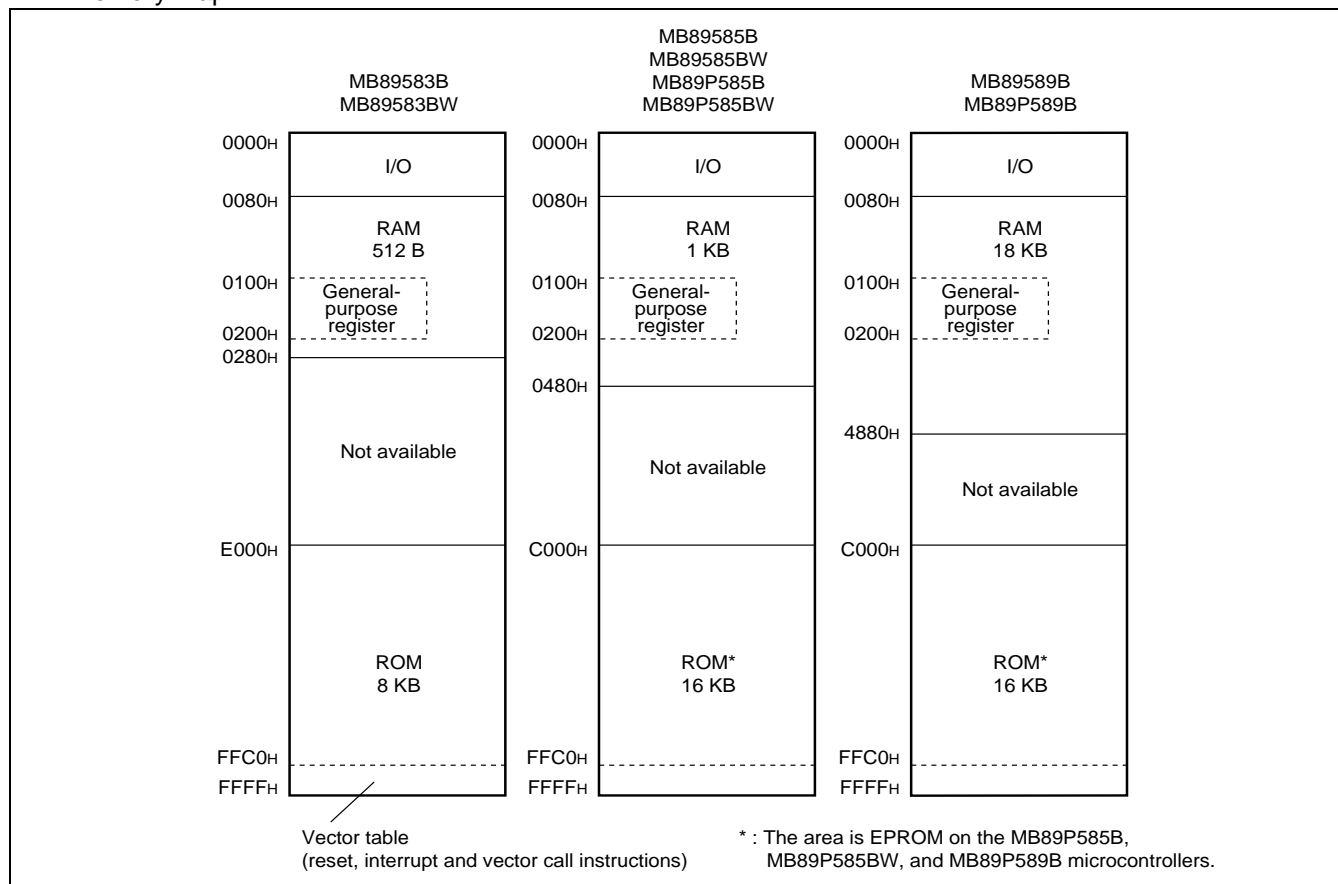 MB89583B
MB89583BW
0000H
I/O
0080H
RAM
512 B
0100H
General-
purpose
register
0200H
0280H
Not available
E000H
ROM
8 KB
FFC0H
FFFFH
Vector table
(reset, interrupt and vector call instructions)
MB89585B
MB89585BW
MB89P585B
MB89P585BW
0000H
I/O
0080H
RAM
1 KB
0100H
General-
purpose
register
0200H
0480H
Not available
C000H
ROM*
16 KB
FFC0H
FFFFH
MB89589B
MB89P589B
0000H
I/O
0080H
RAM
18 KB
0100H
General-
purpose
register
0200H
4880H
Not available
C000H
ROM*
16 KB
FFC0H
FFFFH
* : The area is EPROM on the MB89P585B,
MB89P585BW, and MB89P589B microcontrollers.